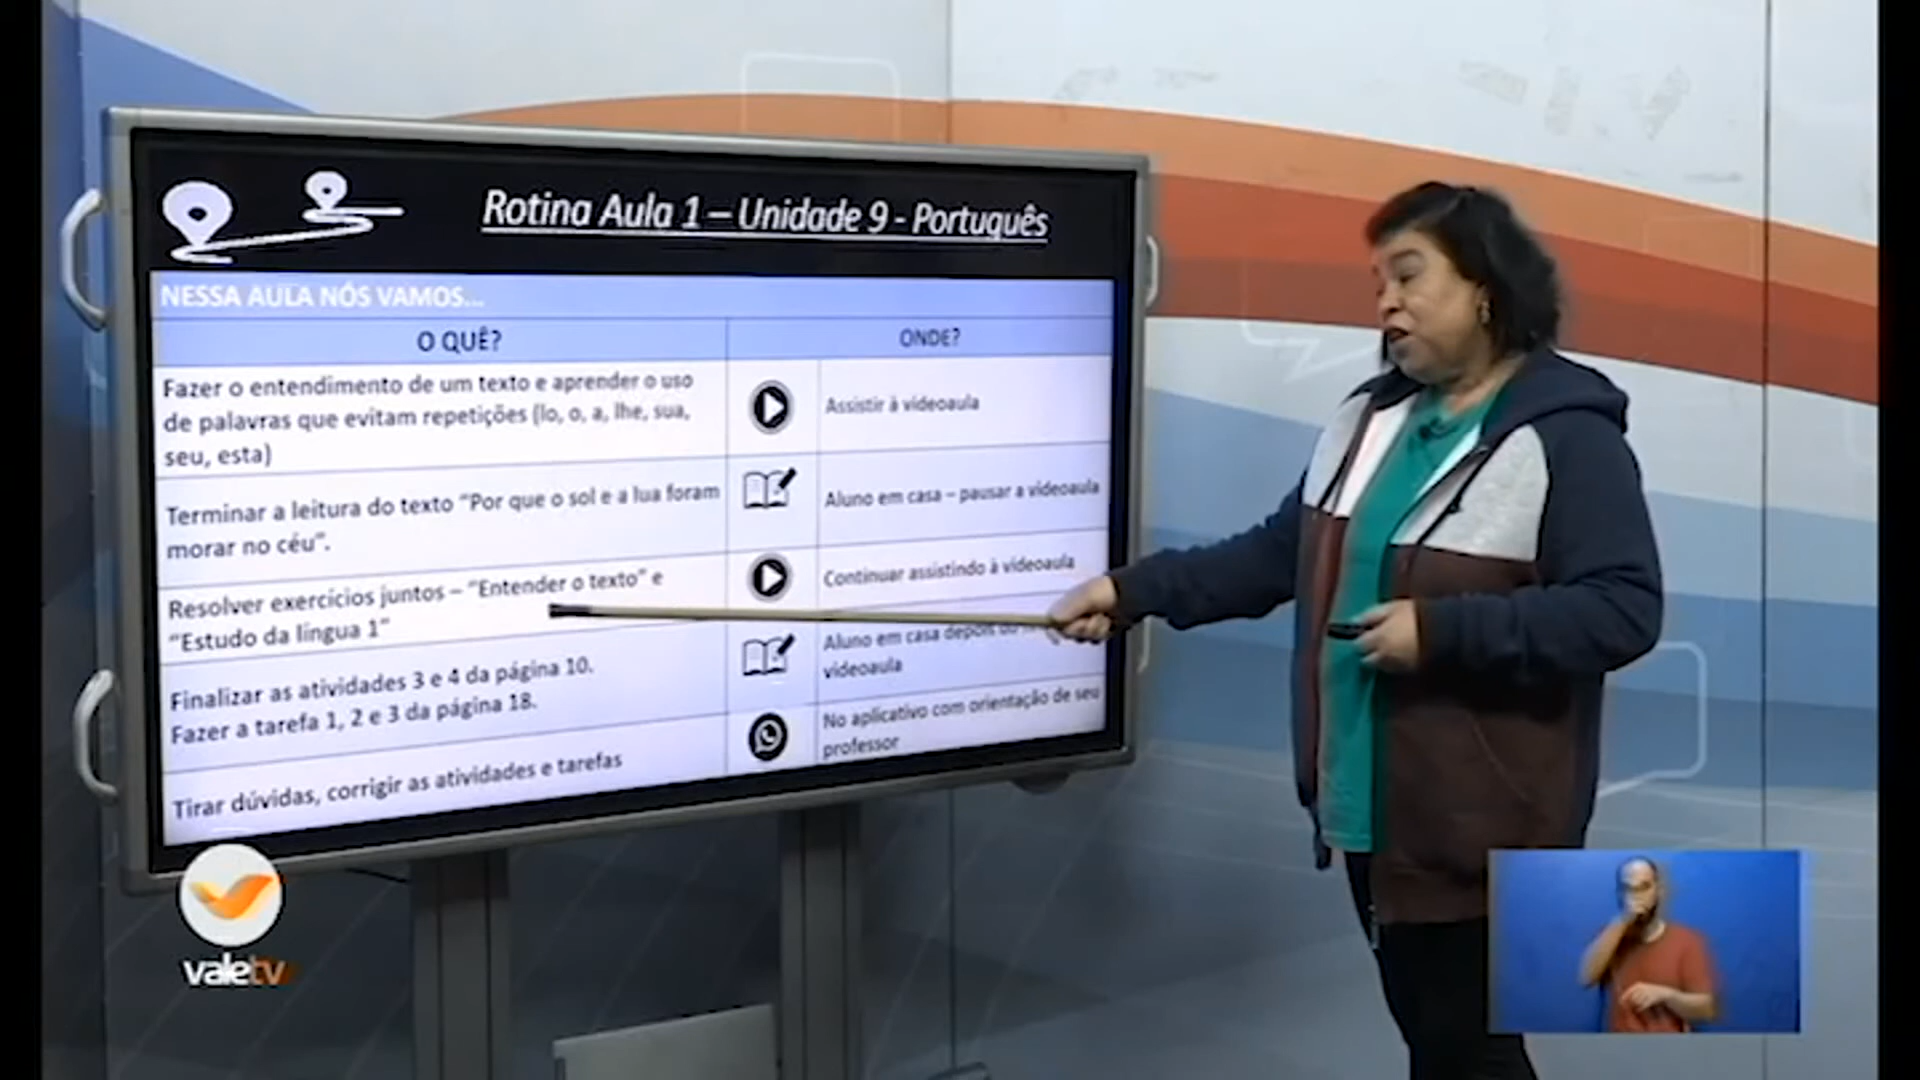 Rotina Aula 1 – Unidade 9 - Português
NESSA AULA NÓS VAMOS...
O QUÊ?
ONDE?
Fazer o entendimento de um texto e aprender o uso
de palavras que evitam repetições (lo, o, a, lhe, sua,
seu, esta)
Assistir à videoaula
Terminar a leitura do texto “Por que o sol e a lua foram
morar no céu”.
Aluno em casa – pausar a videoaula
Resolver exercícios juntos – “Entender o texto” e
“Estudo da língua 1”
Continuar assistindo à videoaula
Finalizar as atividades 3 e 4 da página 10.
Fazer a tarefa 1, 2 e 3 da página 18.
Aluno em casa depois
videoaula
Tirar dúvidas, corrigir as atividades e tarefas
No aplicativo com orientação de seu
professor
valetv